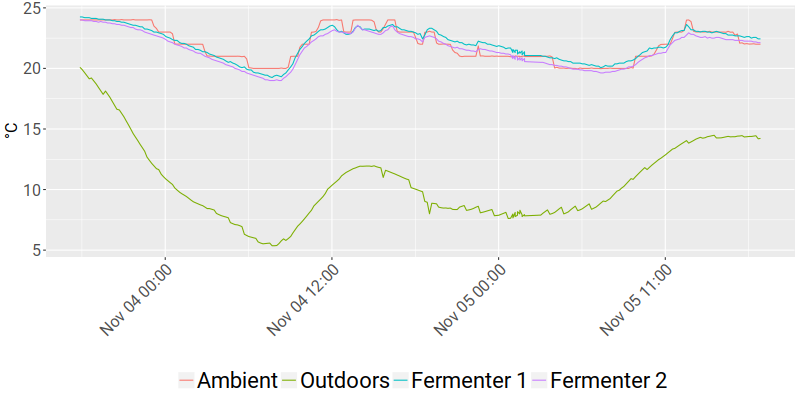 25
20
15
10
5
°C
Nov 04 00:00
Nov 04 12:00
Nov 05 00:00
Nov 05 11:00
Ambient Outdoors Fermenter 1 Fermenter 2